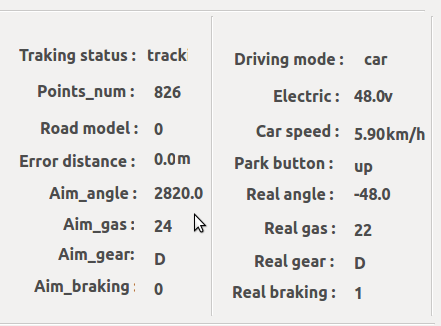 Traking status : track
Points_num : 826
Road model : 0
Error distance : 0.0m
Aim_angle : 2820.0
Aim_gas : 24
Aim_gear: D
Aim_braking : 0
Driving mode : car
Electric : 48.0v
Car speed : 5.90km/h
Park button : up
Real angle : -48.0
Real gas : 22
Real gear : D
Real braking : 1